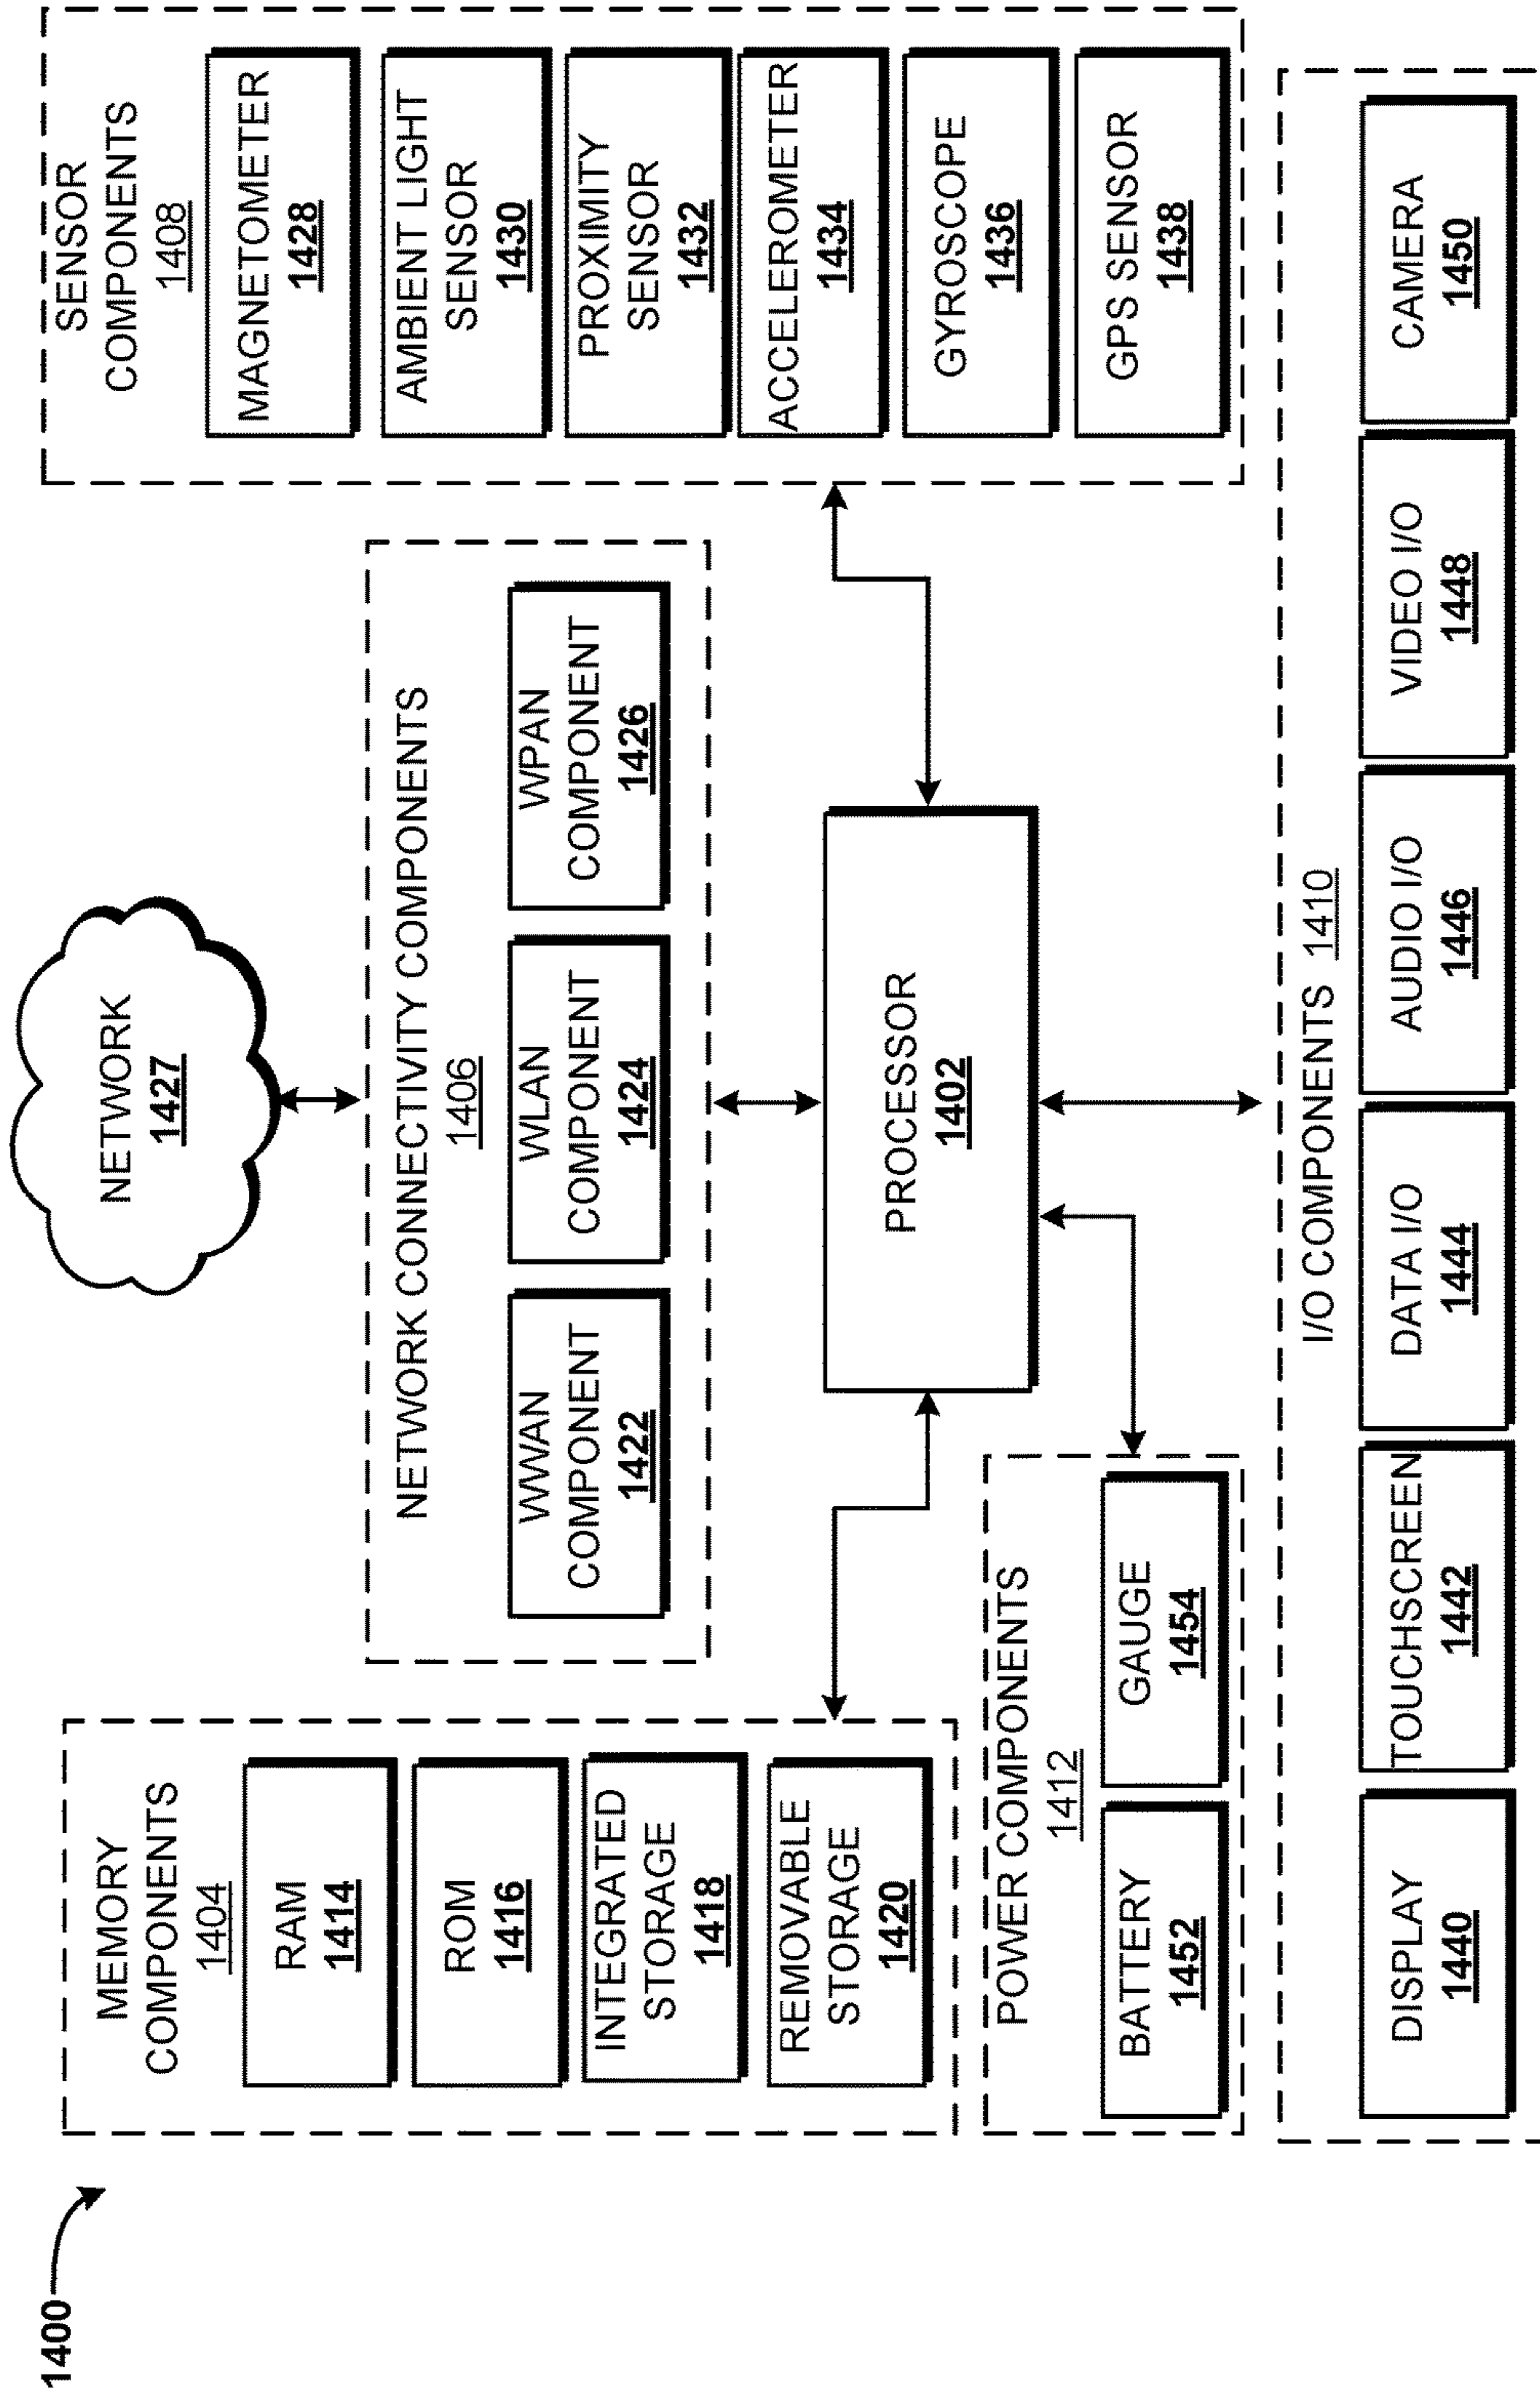 1400
MEMORY
COMPONENTS
1404
RAM
1414
ROM
1416
INTEGRATED
STORAGE
1418
REMOVABLE
STORAGE
1420
NETWORK
1427
NETWORK CONNECTIVITY COMPONENTS
1406
WWAN
COMPONENT
1422
WLAN
COMPONENT
1424
WPAN
COMPONENT
1426
SENSOR
COMPONENTS
1408
MAGNETOMETER
1428
AMBIENT LIGHT
SENSOR
1430
PROXIMITY
SENSOR
1432
ACCELEROMETER
1434
GYROSCOPE
1436
GPS SENSOR
1438
PROCESSOR
1402
POWER COMPONENTS
1412
BATTERY
1452
GAUGE
1454
I/O COMPONENTS 1410
DISPLAY
1440
TOUCHSCREEN
1442
DATA I/O
1444
AUDIO I/O
1446
VIDEO I/O
1448
CAMERA
1450